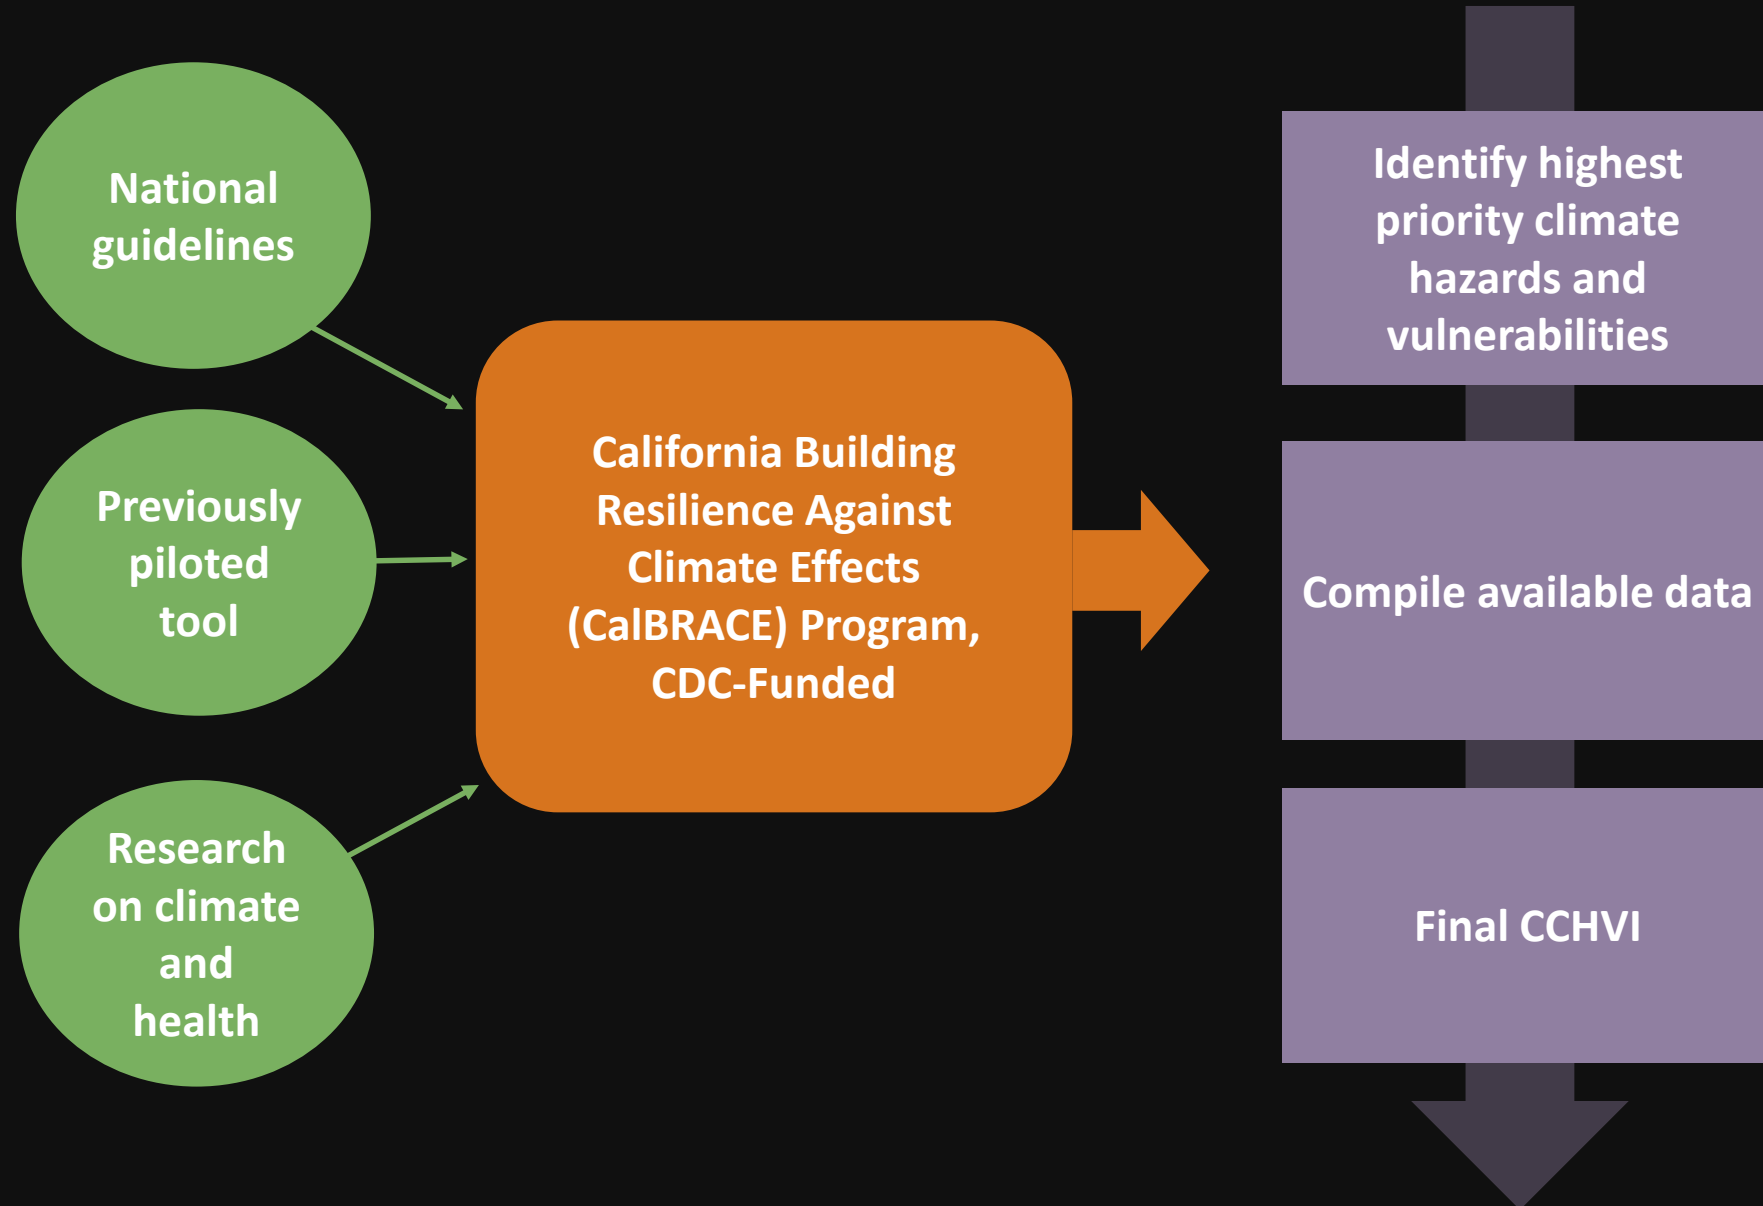 National
guidelines
Previously
piloted
tool
Research
on climate
and
health
California Building
Resilience Against
Climate Effects
(CalBRACE) Program,
CDC-Funded
Identify highest
priority climate
hazards and
vulnerabilities
Compile available data
Final CCHVI